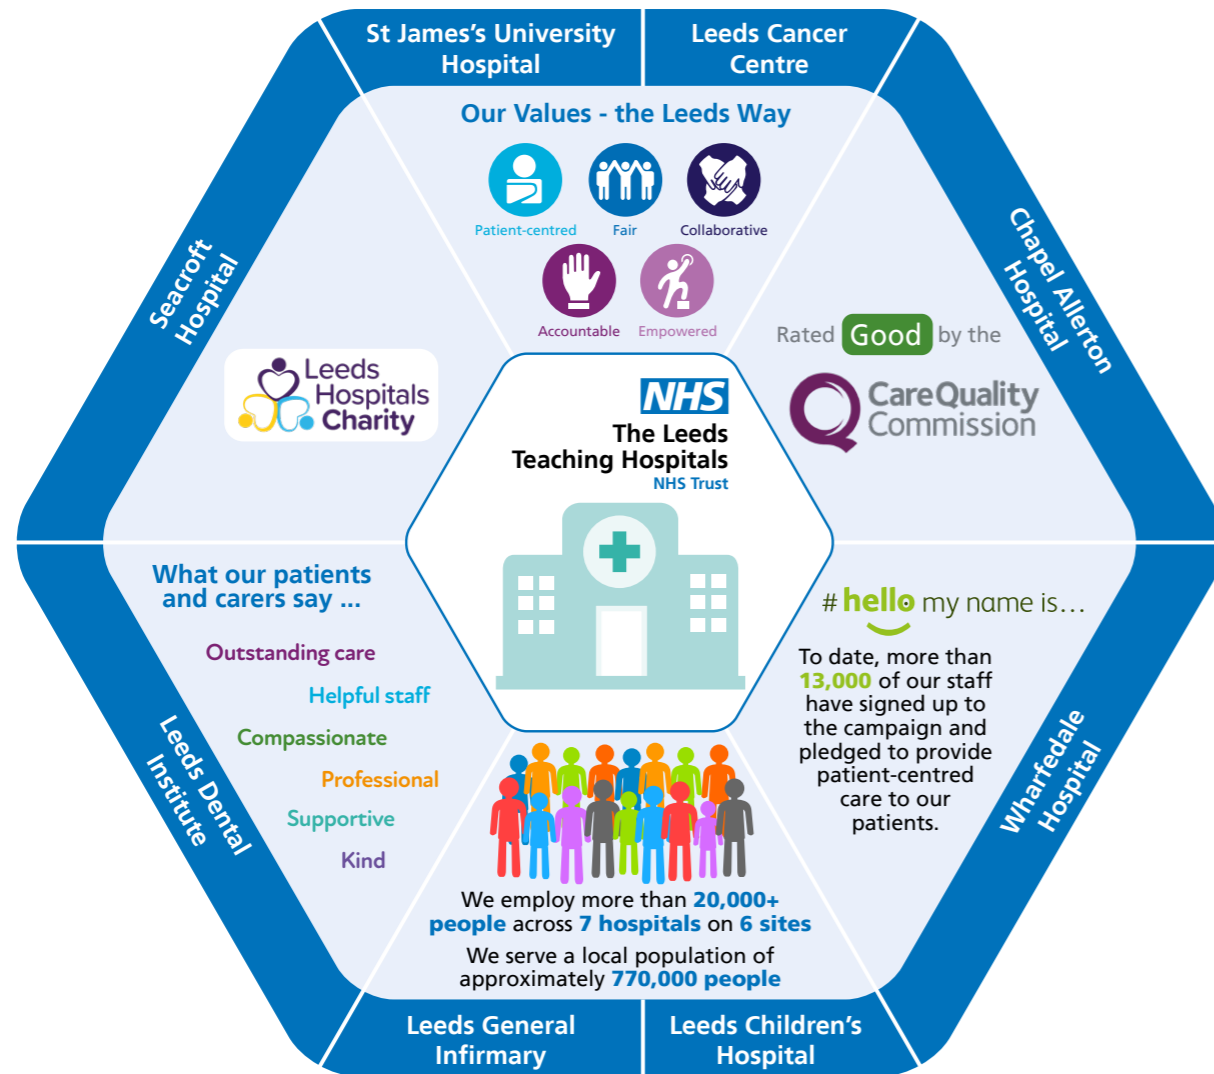 St James's University
Hospital
Leeds Cancer
Centre
Our Values - the Leeds Way
Patient-centred
Fair
Collaborative
Accountable
Empowered
Seacroft
Hospital
Chapel Allerton
Hospital
Leeds
Hospitals
Charity
Rated Good by the
CareQuality
Commission
NHS
The Leeds
Teaching Hospitals
NHS Trust
What our patients
and carers say ...
Outstanding care
Helpful staff
Compassionate
Professional
Supportive
Kind
# hello my name is...
To date, more than
13,000 of our staff
have signed up to
the campaign and
pledged to provide
patient-centred
care to our
patients.
Leeds Dental
Institute
Wharfedale
Hospital
We employ more than 20,000+
people across 7 hospitals on 6 sites
We serve a local population of
approximately 770,000 people
Leeds General
Infirmary
Leeds Children's
Hospital